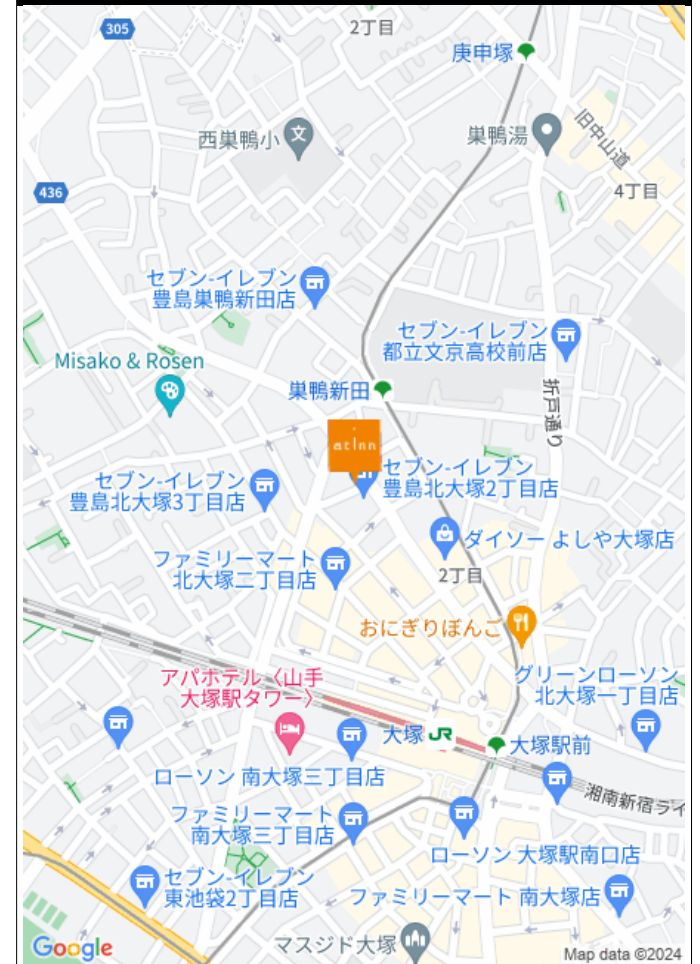 305
2丁目
庚申塚
西巣鴨小
文
巣鴨湯
旧中山道
436
4丁目
セブン-イレブン
豊島巣鴨新田店
セブン-イレブン
都立文京高校前店
Misako & Rosen
巣鴨新田
折戸通り
at Inn
セブン-イレブン
豊島北大塚3丁目店
セブン-イレブン
豊島北大塚2丁目店
ダイソー よしや大塚店
ファミリーマート
北大塚二丁目店
2丁目
おにぎりぼんご
アパホテル〈山手
大塚駅タワー〉
グリーンローソン
北大塚一丁目店
大塚 JR
大塚駅前
ローソン 南大塚三丁目店
湘南新宿ライ
ファミリーマート
南大塚三丁目店
ローソン 大塚駅南口店
セブン-イレブン
東池袋2丁目店
ファミリーマート 南大塚店
マスジド大塚
Google
Map data ©2024